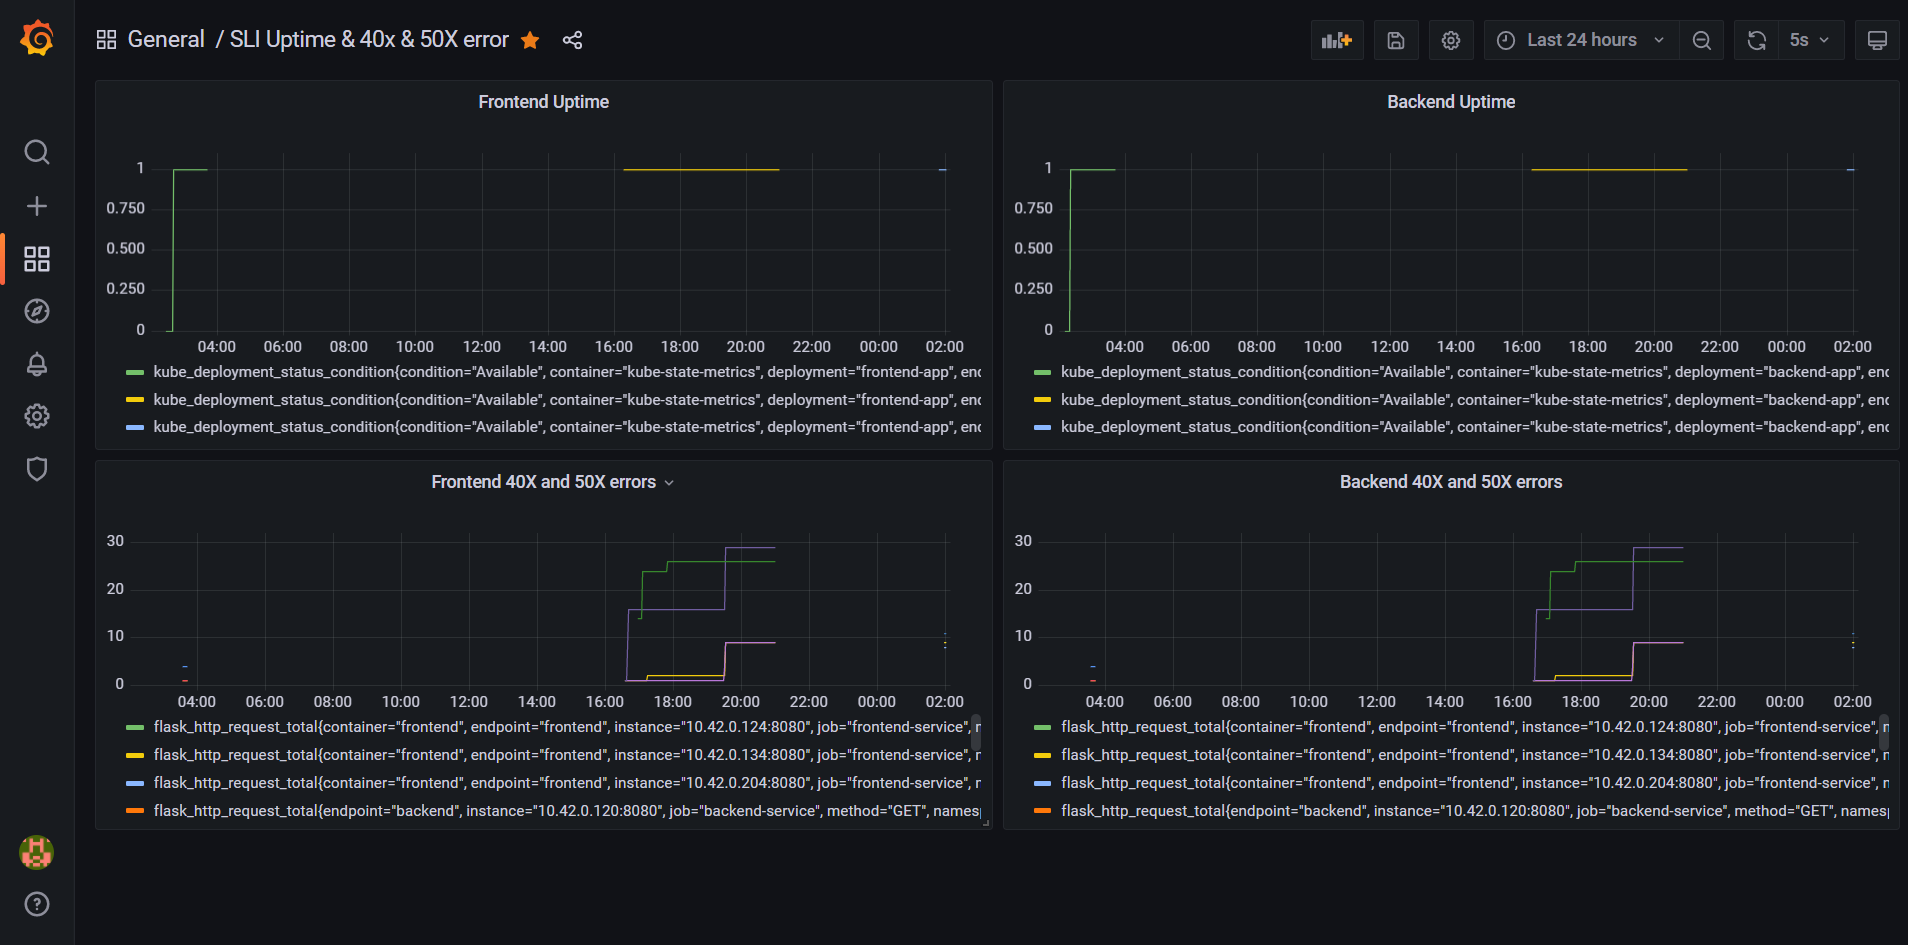 General / SLI Uptime & 40x & 50X error
Last 24 hours
5s
Frontend Uptime
1
0.750
0.500
0.250
0
04:00 06:00 08:00 10:00 12:00 14:00 16:00 18:00 20:00 22:00 00:00 02:00
kube_deployment_status_condition{condition="Available", container="kube-state-metrics", deployment="frontend-app", enc
kube_deployment_status_condition{condition="Available", container="kube-state-metrics", deployment="frontend-app", enc
kube_deployment_status_condition{condition="Available", container="kube-state-metrics", deployment="frontend-app", enc
Backend Uptime
1
0.750
0.500
0.250
0
04:00 06:00 08:00 10:00 12:00 14:00 16:00 18:00 20:00 22:00 00:00 02:00
kube_deployment_status_condition{condition="Available", container="kube-state-metrics", deployment="backend-app", enc
kube_deployment_status_condition{condition="Available", container="kube-state-metrics", deployment="backend-app", enc
kube_deployment_status_condition{condition="Available", container="kube-state-metrics", deployment="backend-app", enc
Frontend 40X and 50X errors
30
20
10
0
04:00 06:00 08:00 10:00 12:00 14:00 16:00 18:00 20:00 22:00 00:00 02:00
flask_http_request_total{container="frontend", endpoint="frontend", instance="10.42.0.124:8080", job="frontend-service",
flask_http_request_total{container="frontend", endpoint="frontend", instance="10.42.0.134:8080", job="frontend-service",
flask_http_request_total{container="frontend", endpoint="frontend", instance="10.42.0.204:8080", job="frontend-service",
flask_http_request_total{endpoint="backend", instance="10.42.0.120:8080", job="backend-service", method="GET", namesp
Backend 40X and 50X errors
30
20
10
0
04:00 06:00 08:00 10:00 12:00 14:00 16:00 18:00 20:00 22:00 00:00 02:00
flask_http_request_total{container="frontend", endpoint="frontend", instance="10.42.0.124:8080", job="frontend-service",
flask_http_request_total{container="frontend", endpoint="frontend", instance="10.42.0.134:8080", job="frontend-service",
flask_http_request_total{container="frontend", endpoint="frontend", instance="10.42.0.204:8080", job="frontend-service",
flask_http_request_total{endpoint="backend", instance="10.42.0.120:8080", job="backend-service", method="GET", namesp